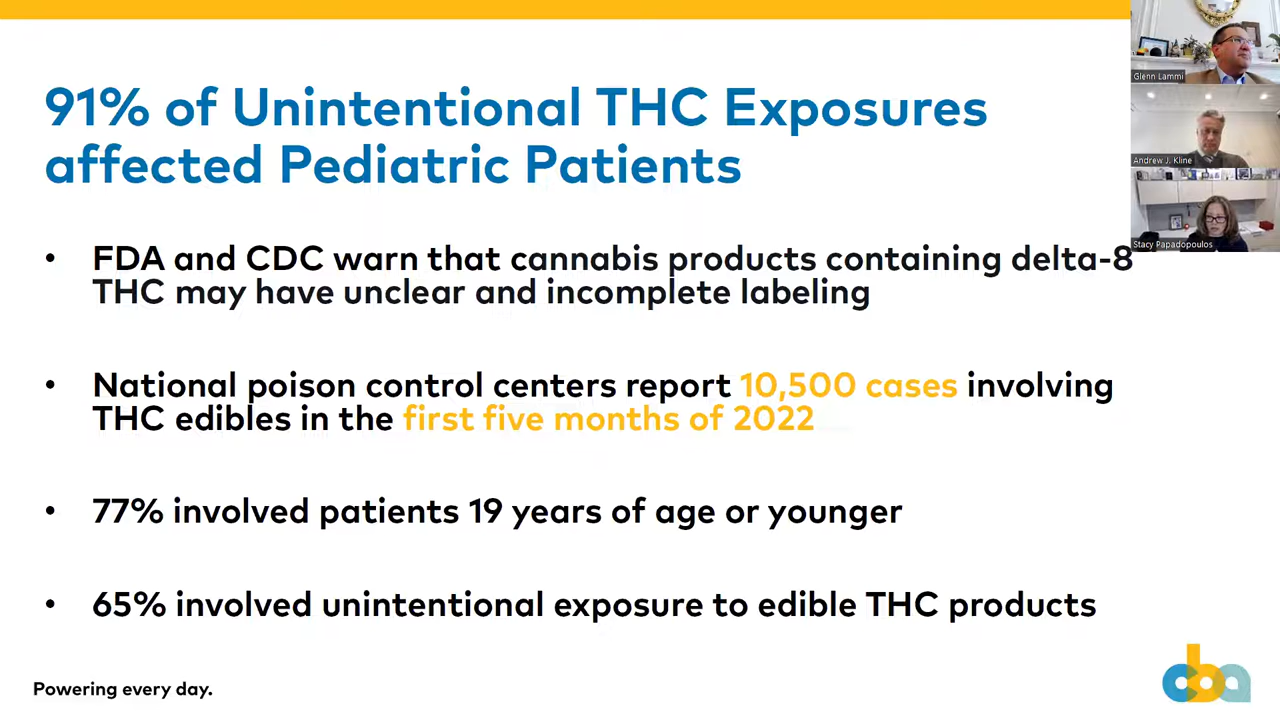 91% of Unintentional THC Exposures
affected Pediatric Patients
• FDA and CDC warn that cannabis products containing delta-8
THC may have unclear and incomplete labeling
• National poison control centers report 10,500 cases involving
THC edibles in the first five months of 2022
• 77% involved patients 19 years of age or younger
• 65% involved unintentional exposure to edible THC products
Powering every day.
cba
Glenn Lammi
Andrew J. Kline
Stacy Papadopoulos